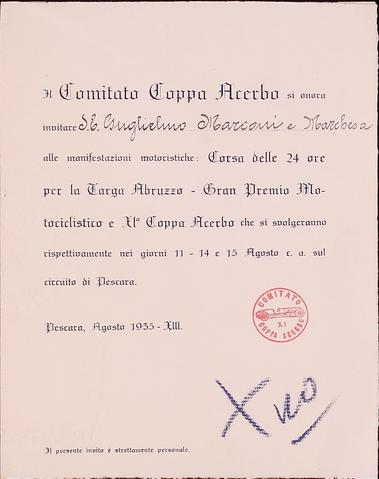 Il Comitato Coppa Acerbo si onora
invitare S.E. Guglielmo Marconi e Marchesa
alle manifestazioni motoristiche: Corsa delle 24 ore
per la Targa Abruzzo - Gran Premio Mo-
tociclistico e XIª Coppa Acerbo che si svolgeranno
rispettivamente nei giorni 11 - 14 e 15 Agosto c. a. sul
circuito di Pescara.
Pescara, Agosto 1935 - XIII.
COMITATO
XI
COPPA ACERBO
X no
Il presente invito è strettamente personale.